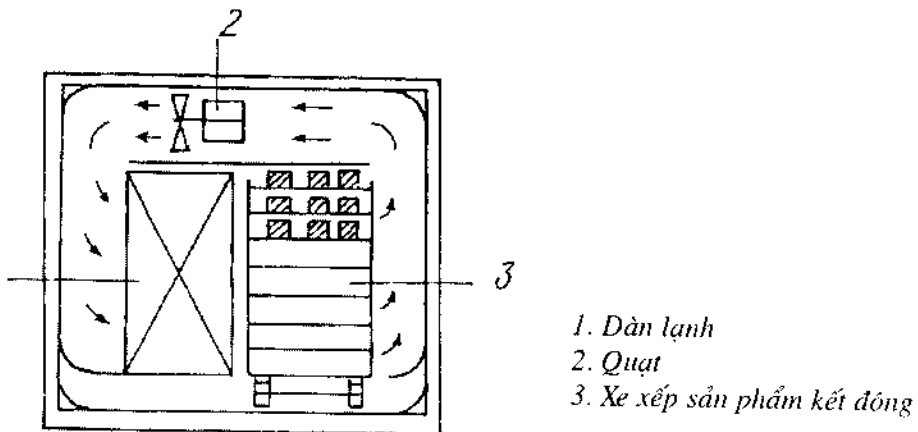 2
3
1. Dàn lạnh
2. Quạt
3. Xe xếp sản phẩm kết đông